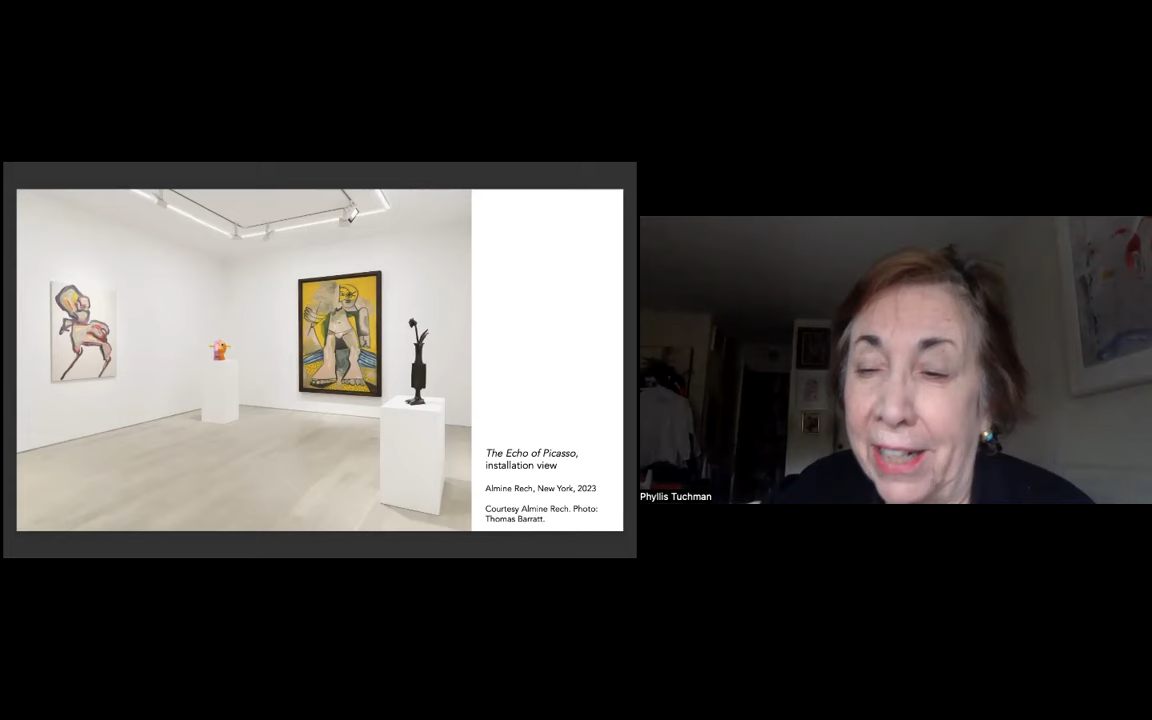 The Echo of Picasso,
installation view
Almine Rech, New York, 2023
Courtesy Almine Rech. Photo:
Thomas Barratt.
Phyllis Tuchman